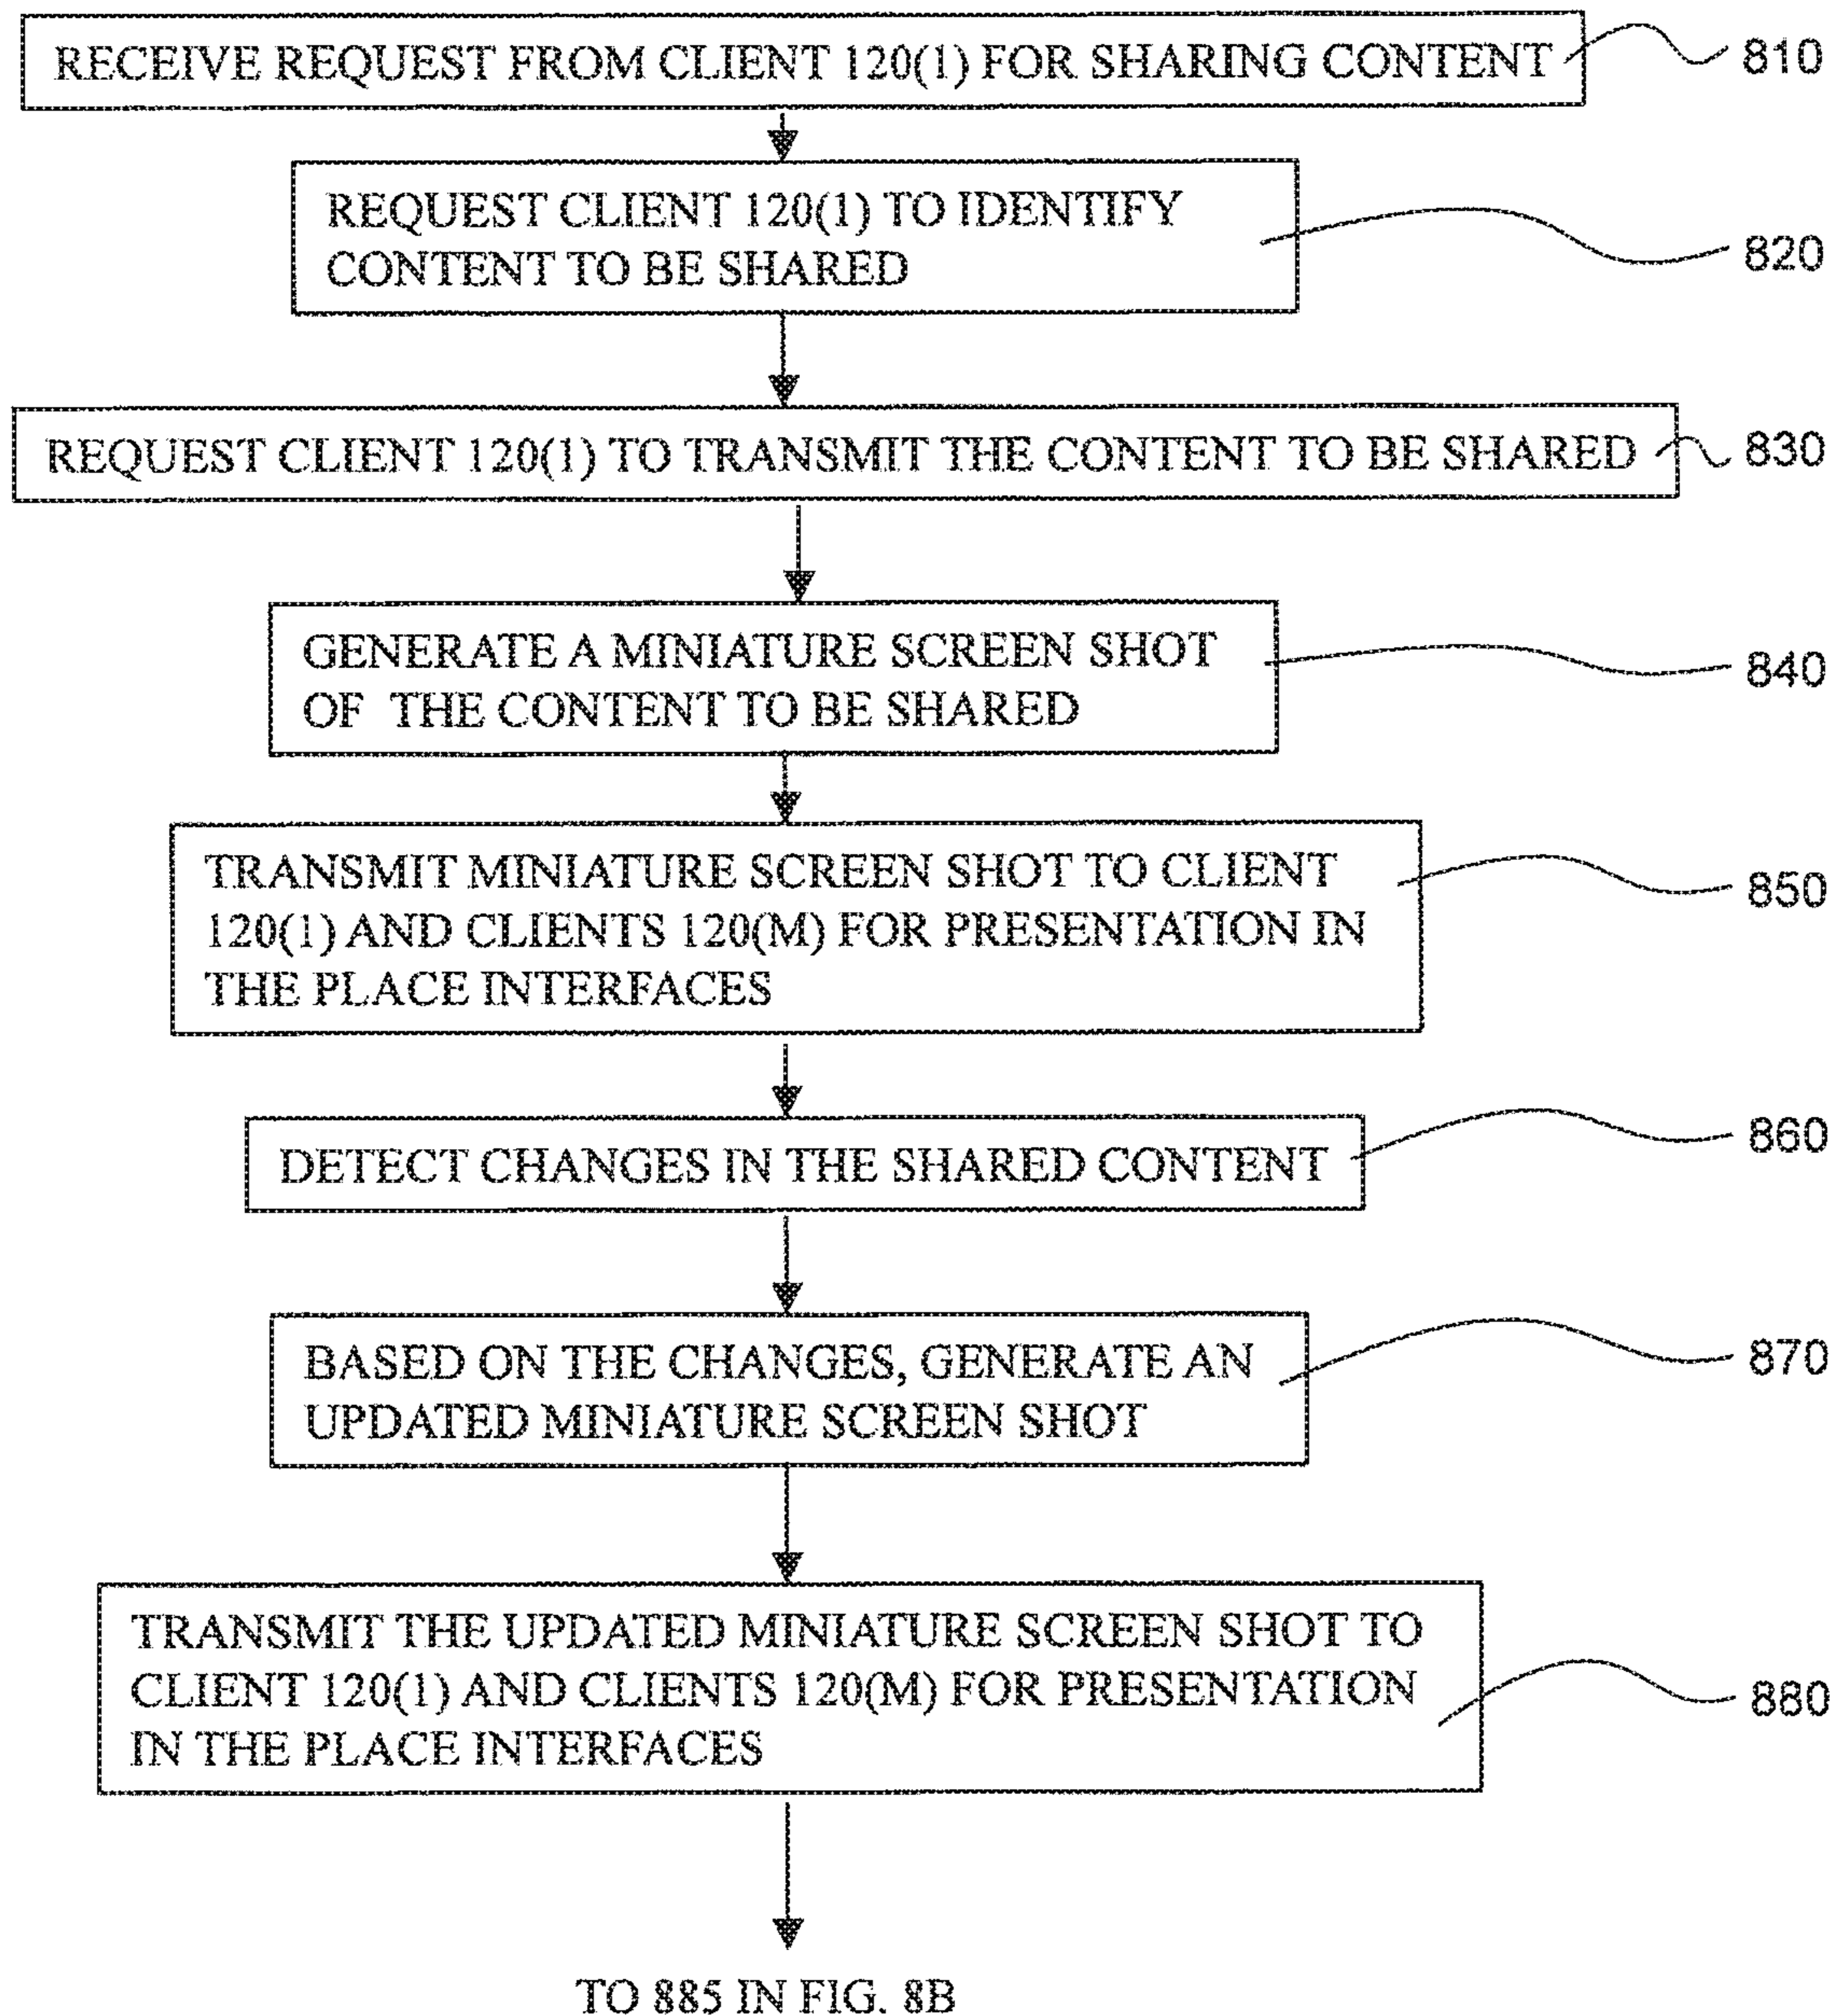 RECEIVE REQUEST FROM CLIENT 120(1) FOR SHARING CONTENT
810
REQUEST CLIENT 120(1) TO IDENTIFY
CONTENT TO BE SHARED
820
REQUEST CLIENT 120(1) TO TRANSMIT THE CONTENT TO BE SHARED
830
GENERATE A MINIATURE SCREEN SHOT
OF THE CONTENT TO BE SHARED
840
TRANSMIT MINIATURE SCREEN SHOT TO CLIENT
120(1) AND CLIENTS 120(M) FOR PRESENTATION IN
THE PLACE INTERFACES
850
DETECT CHANGES IN THE SHARED CONTENT
860
BASED ON THE CHANGES, GENERATE AN
UPDATED MINIATURE SCREEN SHOT
870
TRANSMIT THE UPDATED MINIATURE SCREEN SHOT TO
CLIENT 120(1) AND CLIENTS 120(M) FOR PRESENTATION
IN THE PLACE INTERFACES
880
TO 885 IN FIG. 8B